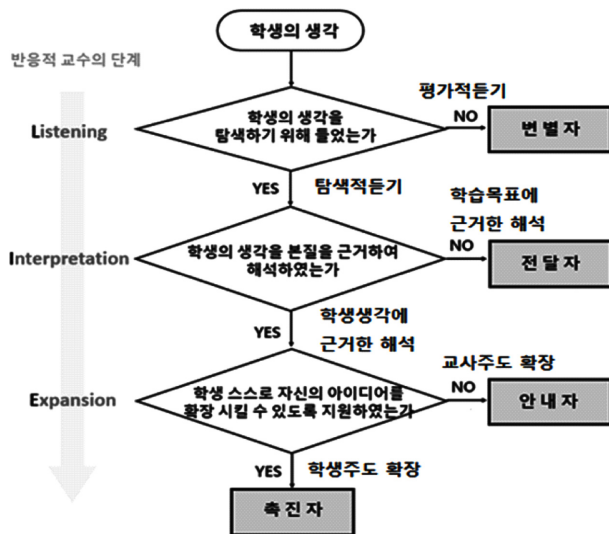 학생의 생각
반응적 교수의 단계
Listening
학생의 생각을
탐색하기 위해 들었는가
평가적듣기
NO
변별자
YES
탐색적듣기
Interpretation
학생의 생각을 본질을 근거하여
해석하였는가
학습목표에
근거한 해석
NO
전달자
YES
학생생각에
근거한 해석
Expansion
학생 스스로 자신의 아이디어를
확장 시킬 수 있도록 지원하였는가
교사주도 확장
NO
안내자
YES
학생주도 확장
촉진자